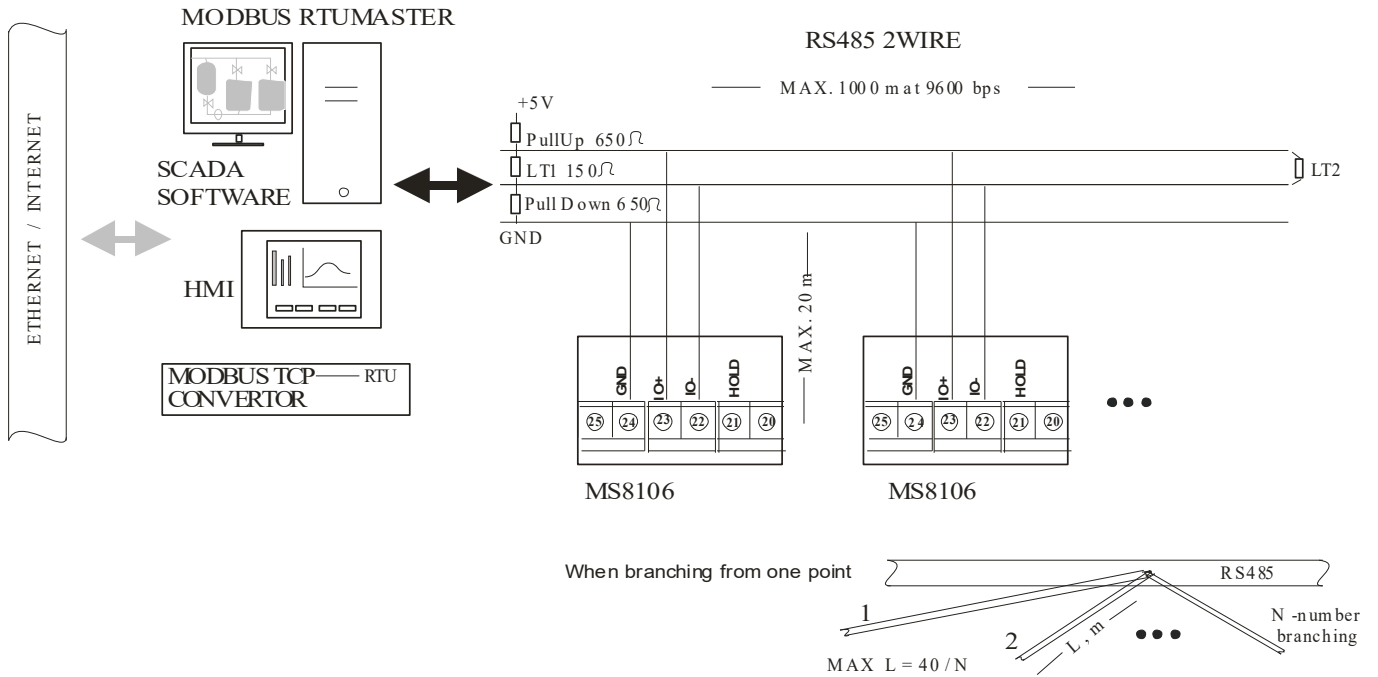 MODBUS RTUMASTER
ETHERNET / INTERNET
SCADA
SOFTWARE
HMI
MODBUS TCP RTU
CONVERTOR
RS485 2WIRE
MAX. 1000 m at 9600 bps
+5V
PullUp 650Ω
LT1 150Ω
Pull Down 650Ω
GND
LT2
MAX. 20 m
GND IO+ IO- HOLD
25 24 23 22 21 20
MS8106
GND IO+ IO- HOLD
25 24 23 22 21 20
MS8106
When branching from one point
RS485
1
2
L, m
N -number
branching
MAX L = 40 / N